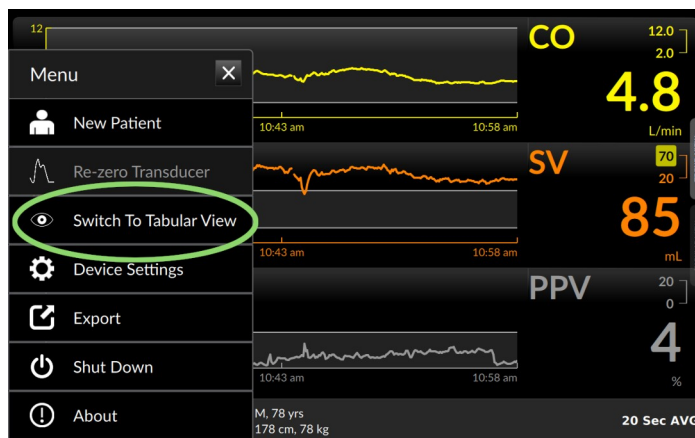 12
Menu
New Patient
Re-zero Transducer
Switch To Tabular View
Device Settings
Export
Shut Down
About
10:43 am 10:58 am
CO
12.0
2.0
4.8
L/min
10:43 am 10:58 am
SV
70
20
85
mL
10:43 am 10:58 am
PPV
20
0
4
%
M, 78 yrs
178 cm, 78 kg
20 Sec AVG